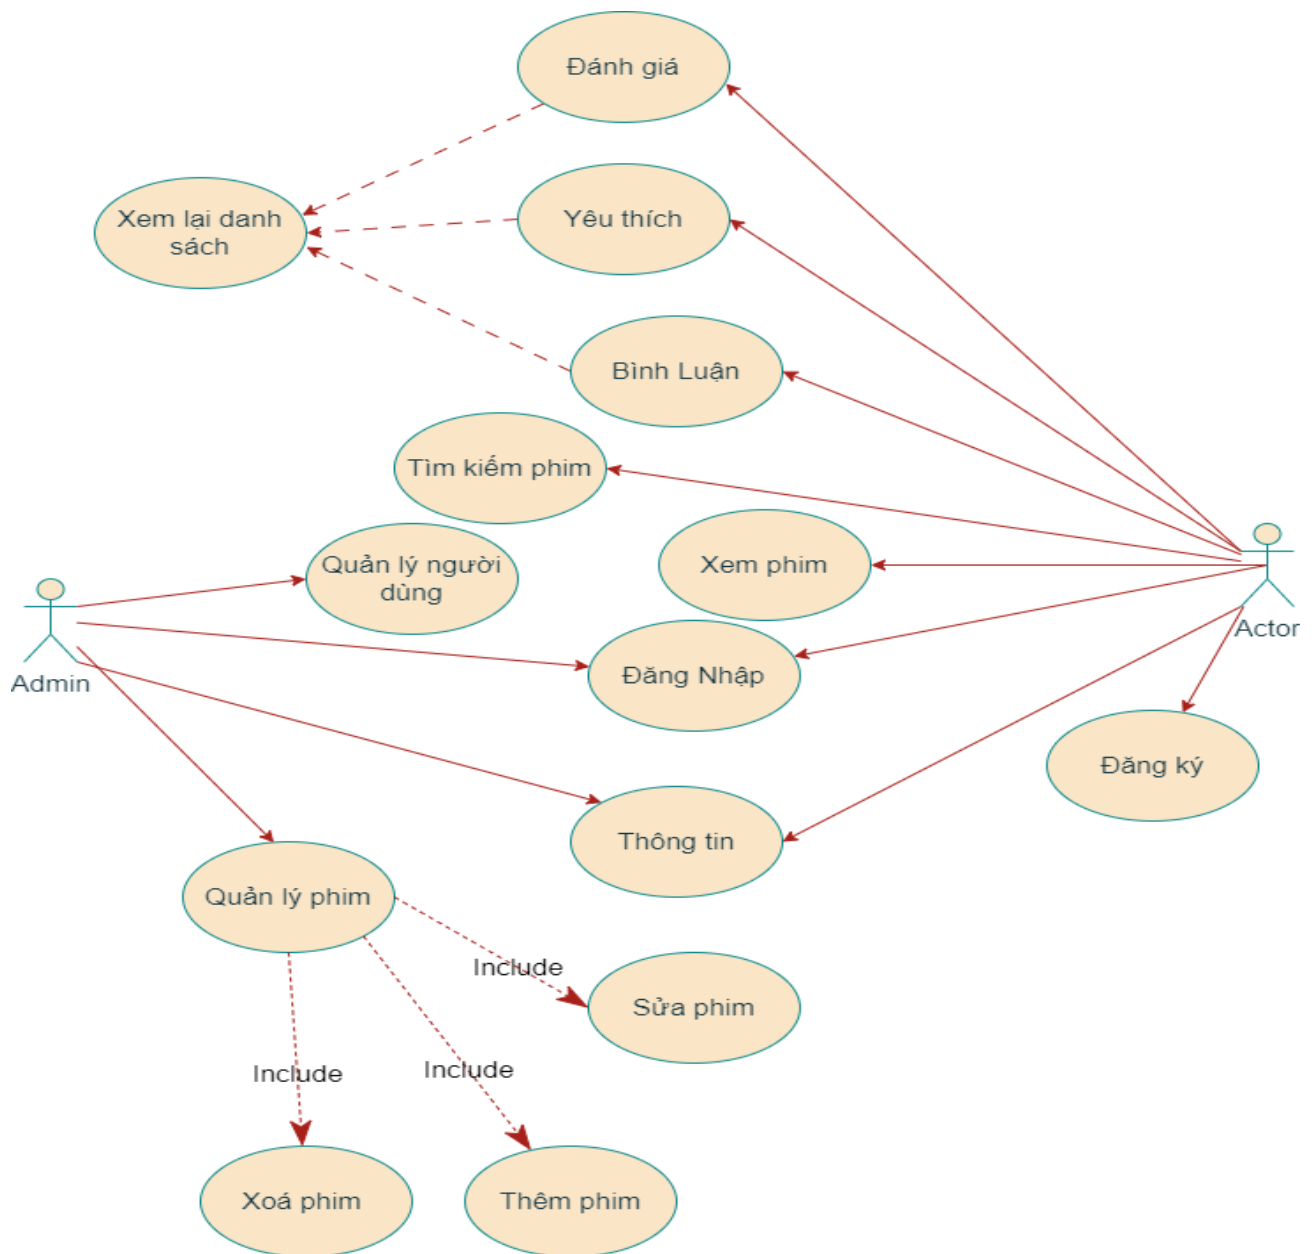 Đánh giá
Xem lại danh
sách
Yêu thích
Bình Luận
Tìm kiếm phim
Quản lý người
dùng
Xem phim
Actor
Admin
Đăng Nhập
Đăng ký
Thông tin
Quản lý phim
Include
Sửa phim
Include
Include
Xoá phim
Thêm phim